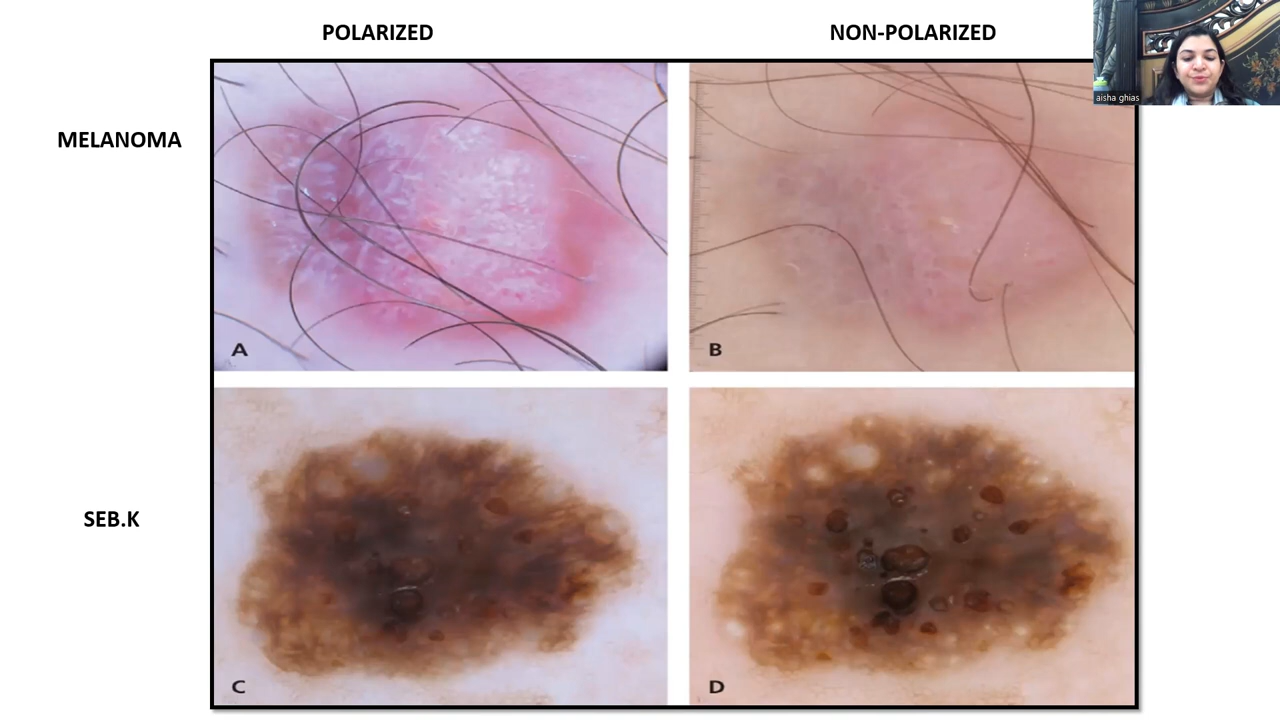 POLARIZED
NON-POLARIZED
aisha ghias
MELANOMA
A
B
SEB.K
C
D